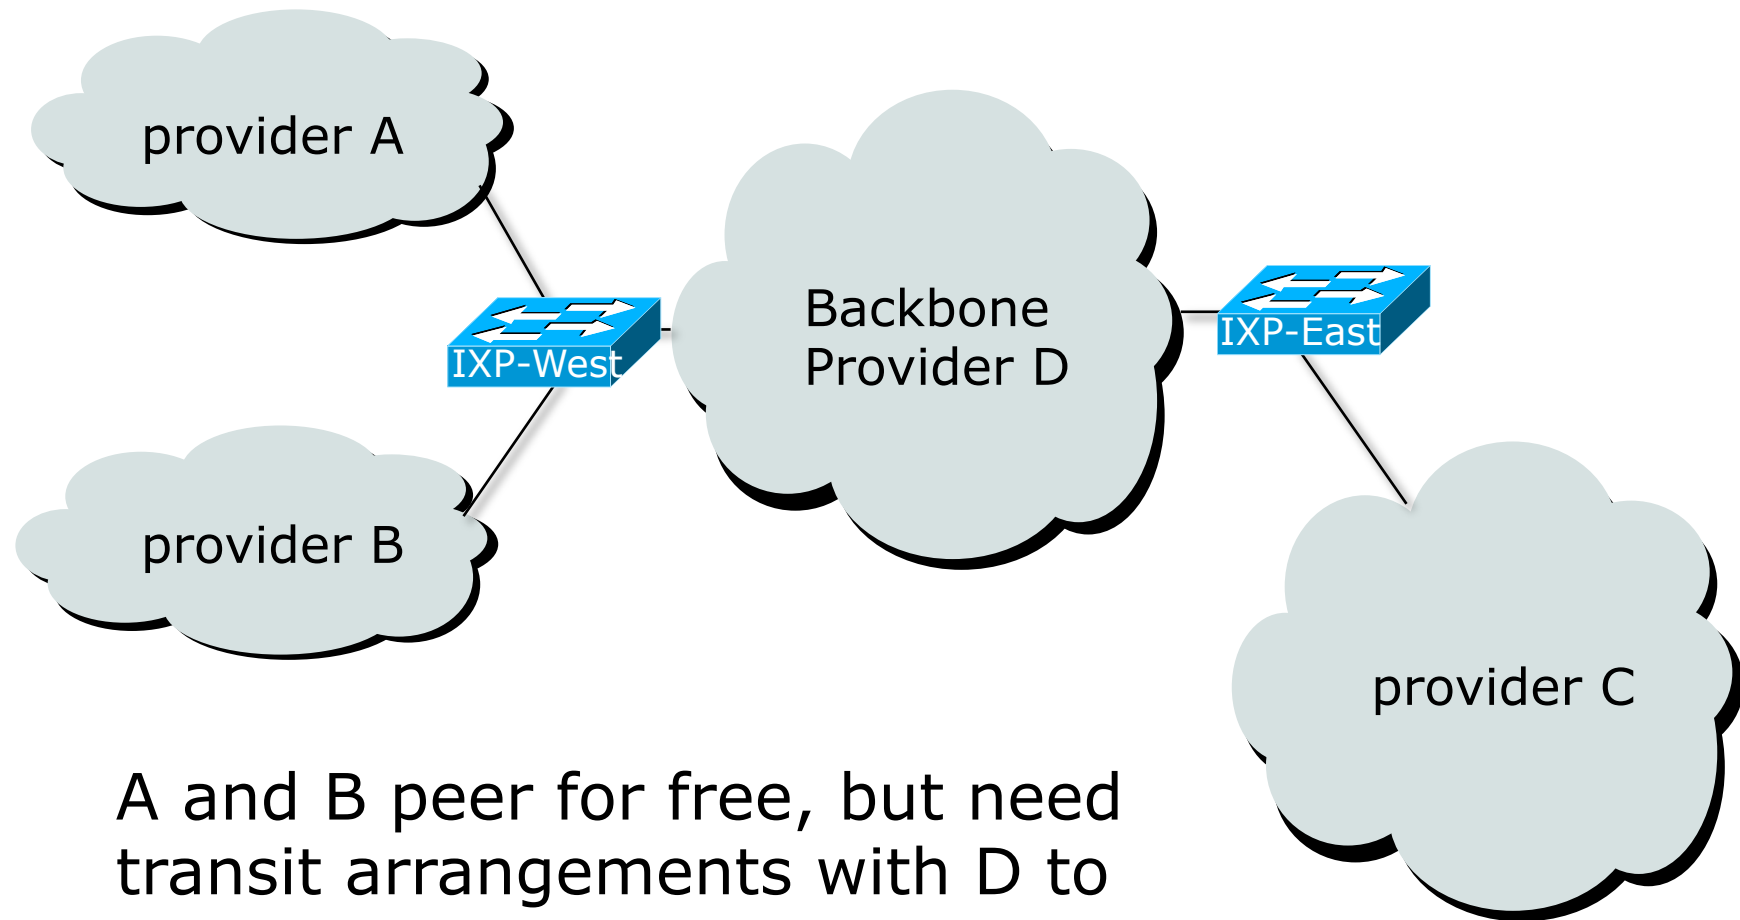 provider A
Backbone
Provider D
IXP-West
IXP-East
provider B
provider C
A and B peer for free, but need
transit arrangements with D to